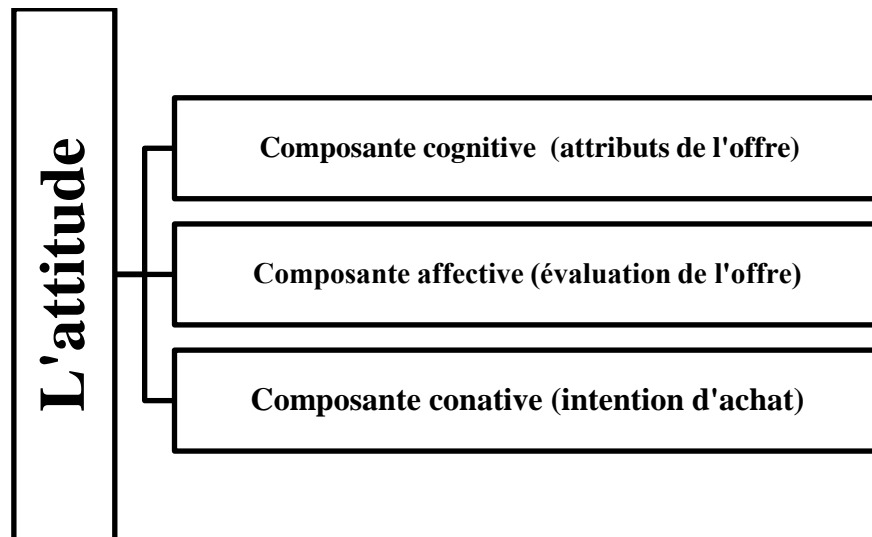 L'attitude
Composante cognitive (attributs de l'offre)
Composante affective (évaluation de l'offre)
Composante conative (intention d'achat)